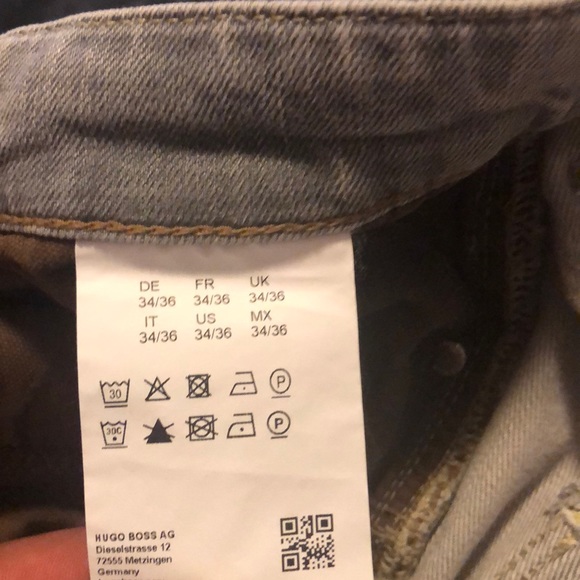 DE FR UK
34/36 34/36 34/36
IT US MX
34/36 34/36 34/36
30 P
30C P
HUGO BOSS AG
Dieselstrasse 12
72555 Metzingen
Germany